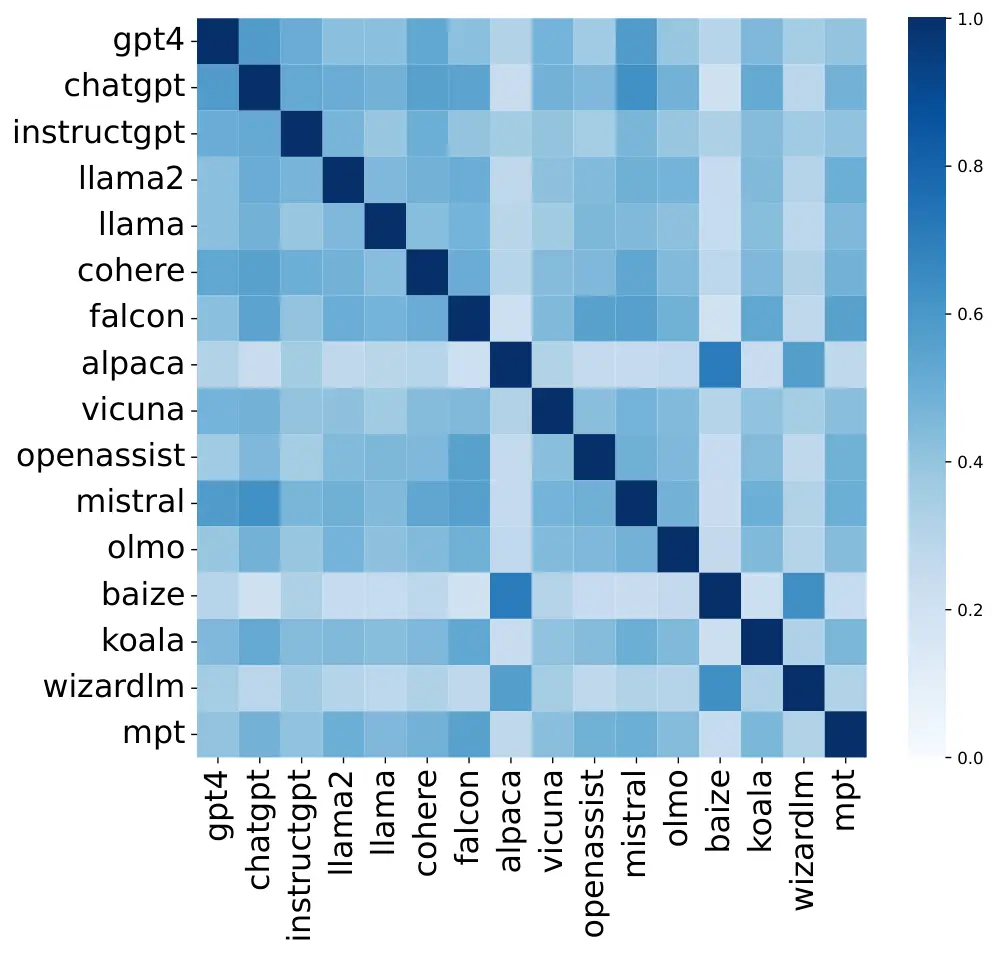 gpt4
chatgpt
instructgpt
llama2
llama
cohere
falcon
alpaca
vicuna
openassist
mistral
olmo
baize
koala
wizardlm
mpt
gpt4
chatgpt
instructgpt
llama2
llama
cohere
falcon
alpaca
vicuna
openassist
mistral
olmo
baize
koala
wizardlm
mpt
1.0
0.8
0.6
0.4
0.2
0.0